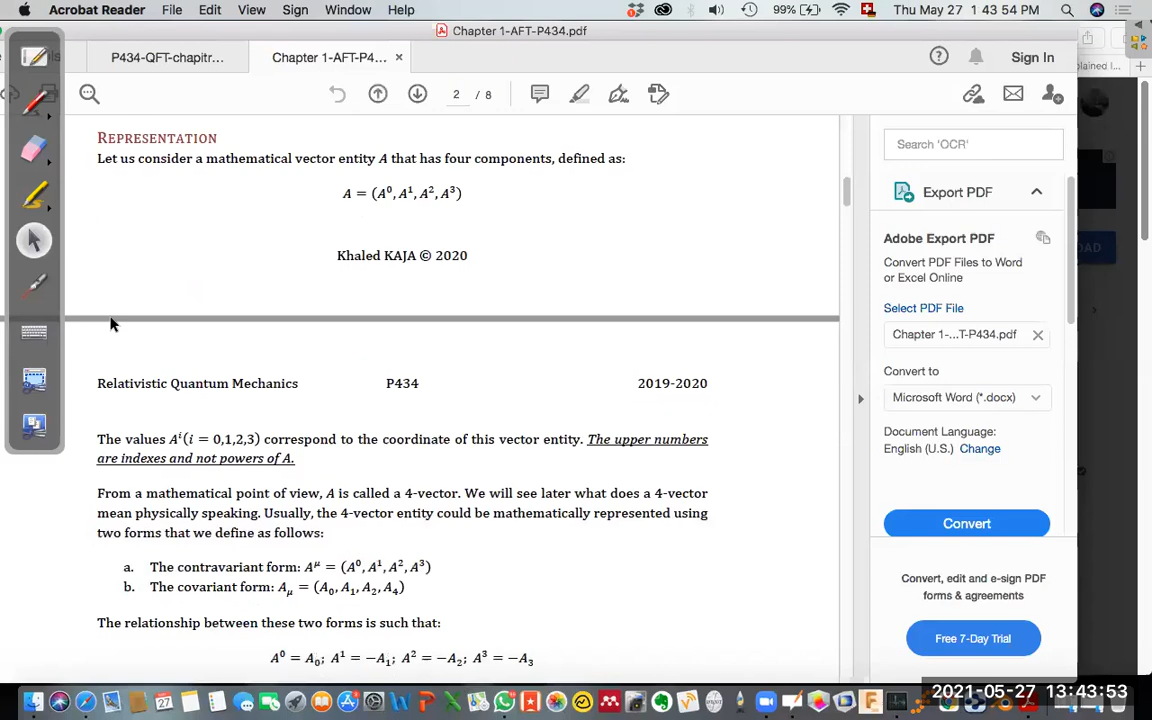 Acrobat Reader File Edit View Sign Window Help 99% Thu May 27 1:43:54 PM
Chapter 1-AFT-P434.pdf
P434-QFT-chapitr... Chapter 1-AFT-P4... × Sign In
2 / 8
REPRESENTATION
Let us consider a mathematical vector entity A that has four components, defined as:
A = (A⁰, A¹, A², A³)
Khaled KAJA © 2020
Relativistic Quantum Mechanics P434 2019-2020
The values Aⁱ(i = 0,1,2,3) correspond to the coordinate of this vector entity. The upper numbers
are indexes and not powers of A.
From a mathematical point of view, A is called a 4-vector. We will see later what does a 4-vector
mean physically speaking. Usually, the 4-vector entity could be mathematically represented using
two forms that we define as follows:
a. The contravariant form: A^μ = (A⁰, A¹, A², A³)
b. The covariant form: A_μ = (A₀, A₁, A₂, A₄)
The relationship between these two forms is such that:
A⁰ = A₀; A¹ = −A₁; A² = −A₂; A³ = −A₃
Search 'OCR'
Export PDF
Adobe Export PDF
Convert PDF Files to Word
or Excel Online
Select PDF File
Chapter 1-...T-P434.pdf
Convert to
Microsoft Word (*.docx)
Document Language:
English (U.S.) Change
Convert
Convert, edit and e-sign PDF
forms & agreements
Free 7-Day Trial
2021-05-27 13:43:53